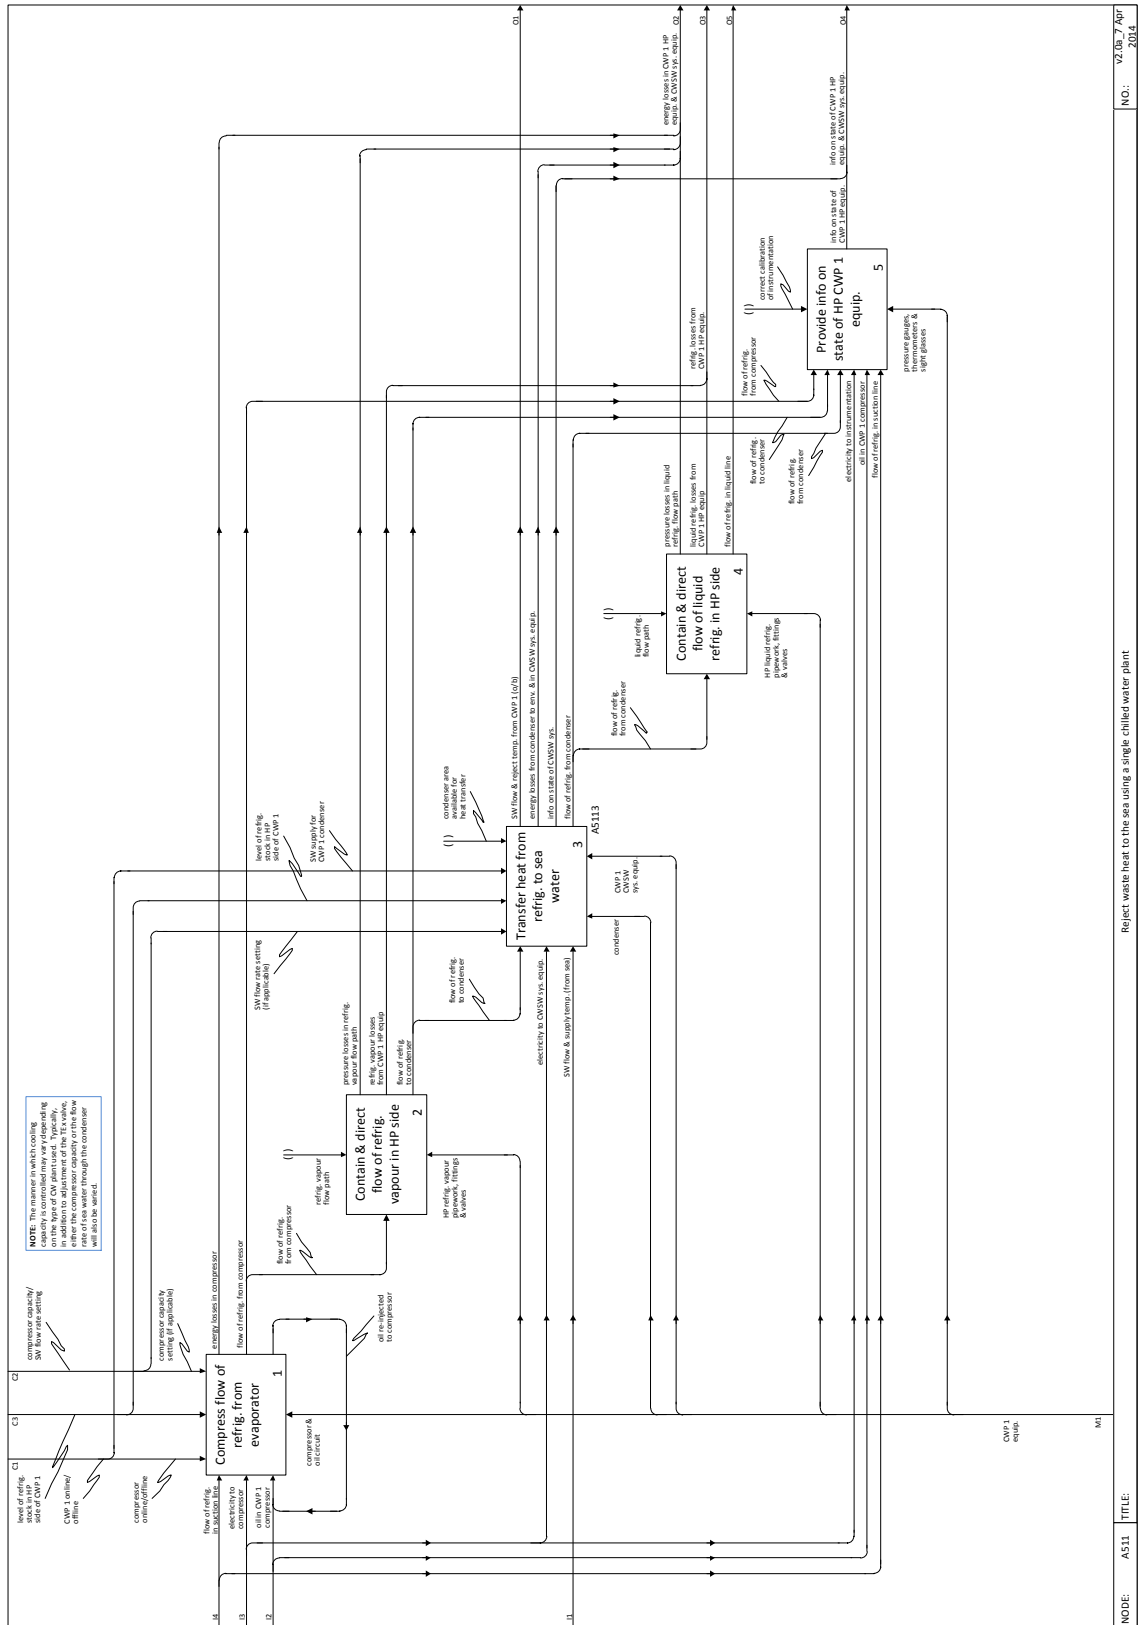 C1
C3
C2
level of refrig.
stock in HP
side of CWP 1
CWP 1 online/
offline
compressor
online/offline
compressor capacity/
SW flow rate setting
compressor capacity
setting (if applicable)
NOTE: The manner in which cooling
capacity is controlled may vary depending
on the type of CW plant used. Typically,
in addition to adjustment of the TEx valve,
either the compressor capacity or the flow
rate of sea water through the condenser
will also be varied.
I4
I3
I2
I1
flow of refrig.
in suction line
electricity to
compressor
oil in CWP 1
compressor
Compress flow of
refrig. from
evaporator
1
energy losses in compressor
flow of refrig. from compressor
flow of refrig.
from compressor
oil re-injected
to compressor
compressor &
oil circuit
refrig. vapour
flow path
Contain & direct
flow of refrig.
vapour in HP side
2
HP refrig. vapour
pipework, fittings
& valves
pressure losses in refrig.
vapour flow path
refrig. vapour losses
from CWP 1 HP equip
flow of refrig.
to condenser
flow of refrig.
to condenser
SW flow rate setting
(if applicable)
level of refrig.
stock in HP
side of CWP 1
SW supply for
CWP 1 condenser
condenser area
available for
heat transfer
electricity to CWSW sys. equip.
SW flow & supply temp. (from sea)
Transfer heat from
refrig. to sea
water
3
A5113
condenser
CWP 1
CWSW
sys. equip.
SW flow & reject temp. from CWP 1 (o/b)
energy losses from condenser to env. & in CWSW sys. equip.
info on state of CWSW sys.
flow of refrig. from condenser
flow of refrig.
from condenser
liquid refrig.
flow path
Contain & direct
flow of liquid
refrig. in HP side
4
HP liquid refrig.
pipework, fittings
& valves
pressure losses in liquid
refrig. flow path
liquid refrig. losses from
CWP 1 HP equip
flow of refrig. in liquid line
refrig. losses from
CWP 1 HP equip.
flow of refrig.
from compressor
flow of refrig.
to condenser
flow of refrig.
from condenser
correct calibration
of instrumentation
electricity to instrumentation
oil in CWP 1 compressor
flow of refrig. in suction line
Provide info on
state of HP CWP 1
equip.
5
pressure gauges,
thermometers &
sight glasses
info on state of
CWP 1 HP equip.
info on state of CWP 1 HP
equip. & CWSW sys. equip.
energy losses in CWP 1 HP
equip. & CWSW sys. equip.
O1
O2
O3
O5
O4
CWP 1
equip.
M1
NODE:
A511
TITLE:
Reject waste heat to the sea using a single chilled water plant
NO.:
v2.0a_7 Apr
2014